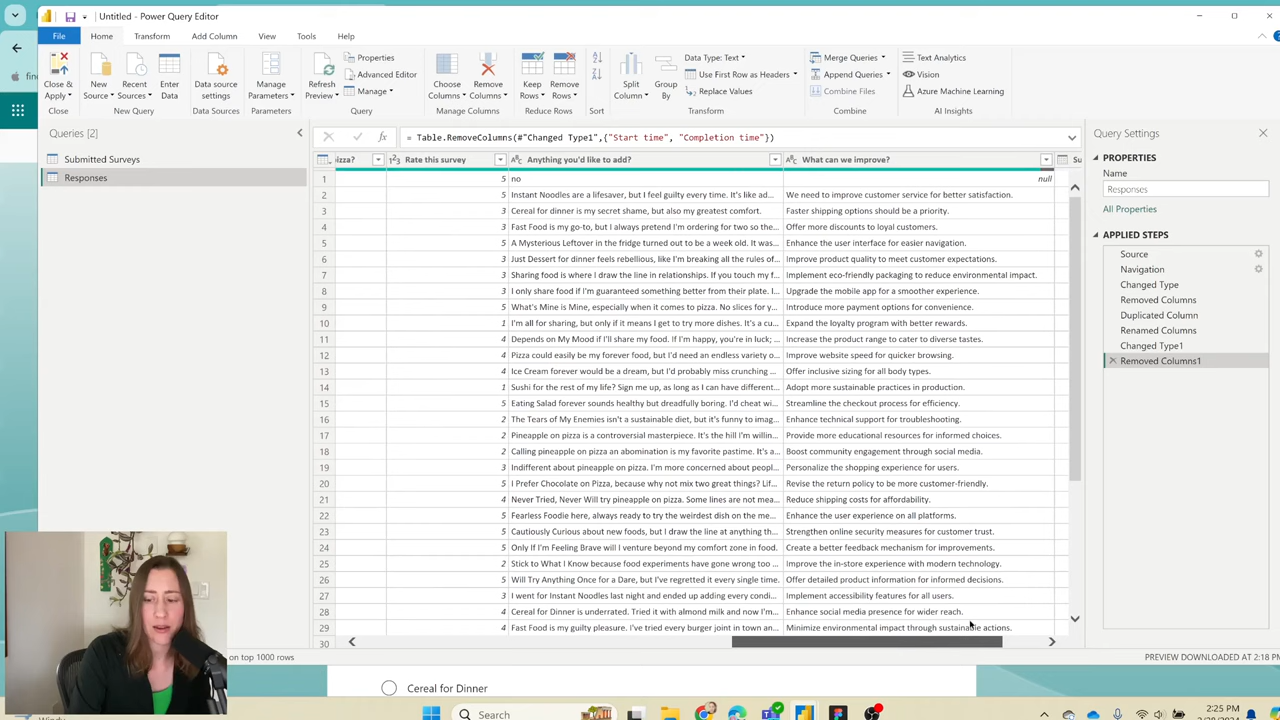 Untitled - Power Query Editor
File Home Transform Add Column View Tools Help
Close & Apply New Source Recent Sources Enter Data Data source settings Manage Parameters Refresh Preview Properties Advanced Editor Manage Choose Columns Remove Columns Keep Rows Remove Rows Split Column Group By Data Type: Text Use First Row as Headers Replace Values Merge Queries Append Queries Combine Files Text Analytics Vision Azure Machine Learning
Close New Query Data Sources Parameters Query Manage Columns Reduce Rows Sort Transform Combine AI Insights
Queries [2]
Submitted Surveys
Responses
= Table.RemoveColumns(#"Changed Type1",{"Start time", "Completion time"})
izza? 123 Rate this survey ABC Anything you'd like to add? ABC What can we improve? Su
1 5 no null
2 5 Instant Noodles are a lifesaver, but I feel guilty every time. It's like ad... We need to improve customer service for better satisfaction.
3 3 Cereal for dinner is my secret shame, but also my greatest comfort. Faster shipping options should be a priority.
4 3 Fast Food is my go-to, but I always pretend I'm ordering for two so the... Offer more discounts to loyal customers.
5 5 A Mysterious Leftover in the fridge turned out to be a week old. It was... Enhance the user interface for easier navigation.
6 3 Just Dessert for dinner feels rebellious, like I'm breaking all the rules of... Improve product quality to meet customer expectations.
7 3 Sharing food is where I draw the line in relationships. If you touch my f... Implement eco-friendly packaging to reduce environmental impact.
8 3 I only share food if I'm guaranteed something better from their plate. I... Upgrade the mobile app for a smoother experience.
9 5 What's Mine is Mine, especially when it comes to pizza. No slices for y... Introduce more payment options for convenience.
10 1 I'm all for sharing, but only if it means I get to try more dishes. It's a cu... Expand the loyalty program with better rewards.
11 4 Depends on My Mood if I'll share my food. If I'm happy, you're in luck; ... Increase the product range to cater to diverse tastes.
12 4 Pizza could easily be my forever food, but I'd need an endless variety o... Improve website speed for quicker browsing.
13 4 Ice Cream forever would be a dream, but I'd probably miss crunching ... Offer inclusive sizing for all body types.
14 1 Sushi for the rest of my life? Sign me up, as long as I can have different... Adopt more sustainable practices in production.
15 5 Eating Salad forever sounds healthy but dreadfully boring. I'd cheat wi... Streamline the checkout process for efficiency.
16 2 The Tears of My Enemies isn't a sustainable diet, but it's funny to imag... Enhance technical support for troubleshooting.
17 2 Pineapple on pizza is a controversial masterpiece. It's the hill I'm willin... Provide more educational resources for informed choices.
18 2 Calling pineapple on pizza an abomination is my favorite pastime. It's a... Boost community engagement through social media.
19 3 Indifferent about pineapple on pizza. I'm more concerned about peopl... Personalize the shopping experience for users.
20 5 I Prefer Chocolate on Pizza, because why not mix two great things? Lif... Revise the return policy to be more customer-friendly.
21 4 Never Tried, Never Will try pineapple on pizza. Some lines are not mea... Reduce shipping costs for affordability.
22 5 Fearless Foodie here, always ready to try the weirdest dish on the me... Enhance the user experience on all platforms.
23 5 Cautiously Curious about new foods, but I draw the line at anything th... Strengthen online security measures for customer trust.
24 5 Only If I'm Feeling Brave will I venture beyond my comfort zone in food. Create a better feedback mechanism for improvements.
25 2 Stick to What I Know because food experiments have gone wrong too ... Improve the in-store experience with modern technology.
26 5 Will Try Anything Once for a Dare, but I've regretted it every single time. Offer detailed product information for informed decisions.
27 3 I went for Instant Noodles last night and ended up adding every condi... Implement accessibility features for all users.
28 4 Cereal for Dinner is underrated. Tried it with almond milk and now I'm... Enhance social media presence for wider reach.
29 4 Fast Food is my guilty pleasure. I've tried every burger joint in town an... Minimize environmental impact through sustainable actions.
30
on top 1000 rows PREVIEW DOWNLOADED AT 2:18 PM
Query Settings
PROPERTIES
Name
Responses
All Properties
APPLIED STEPS
Source
Navigation
Changed Type
Removed Columns
Duplicated Column
Renamed Columns
Changed Type1
Removed Columns1
Cereal for Dinner
Search
2:25 PM